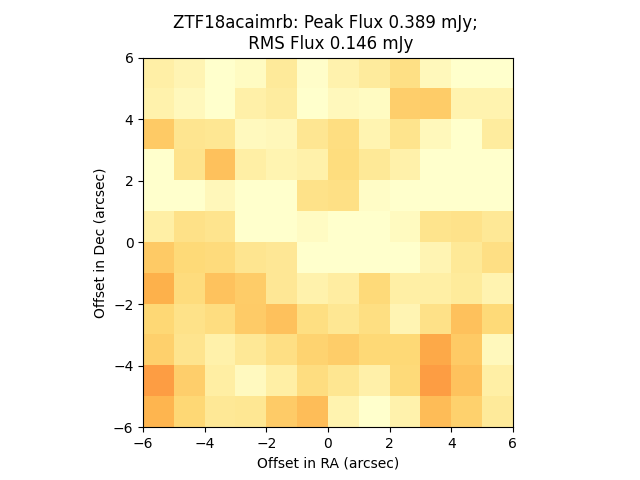 ZTF18acaimrb: Peak Flux 0.389 mJy;
RMS Flux 0.146 mJy
6
4
2
0
−2
−4
−6
Offset in Dec (arcsec)
−6 −4 −2 0 2 4 6
Offset in RA (arcsec)